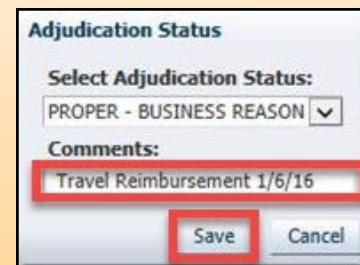 Adjudication Status
Select Adjudication Status:
PROPER - BUSINESS REASON
Comments:
Travel Reimbursement 1/6/16
Save Cancel